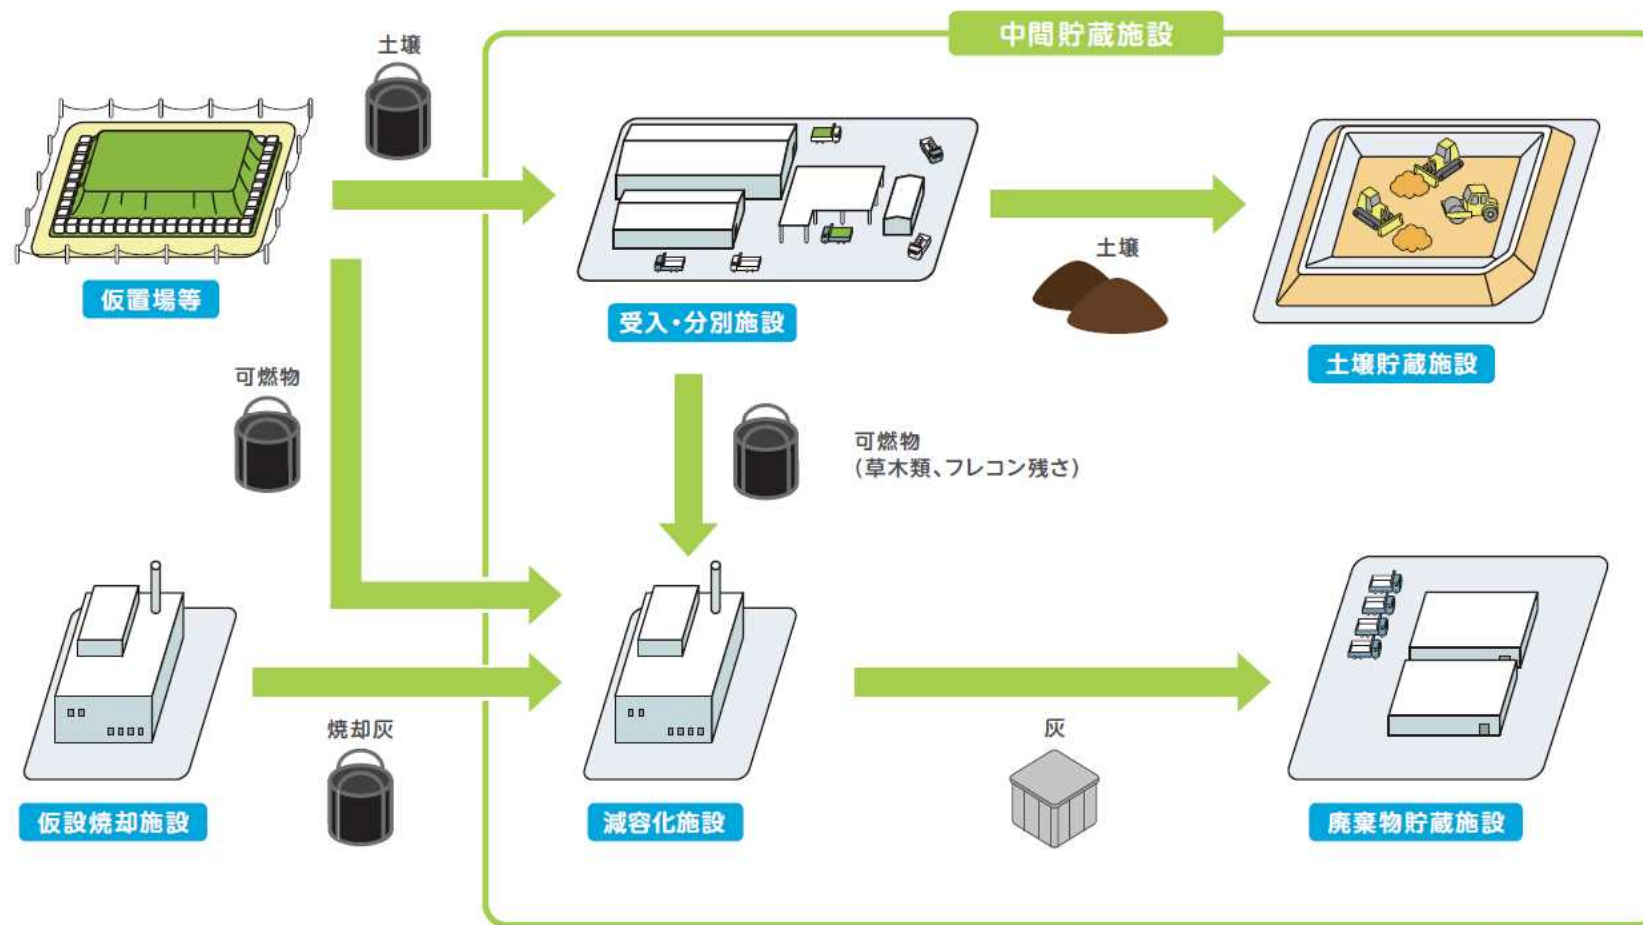 中間貯蔵施設
土壌
仮置場等
受入・分別施設
土壌
土壌貯蔵施設
可燃物
可燃物
(草木類、フレコン残さ)
仮設焼却施設
焼却灰
減容化施設
灰
廃棄物貯蔵施設